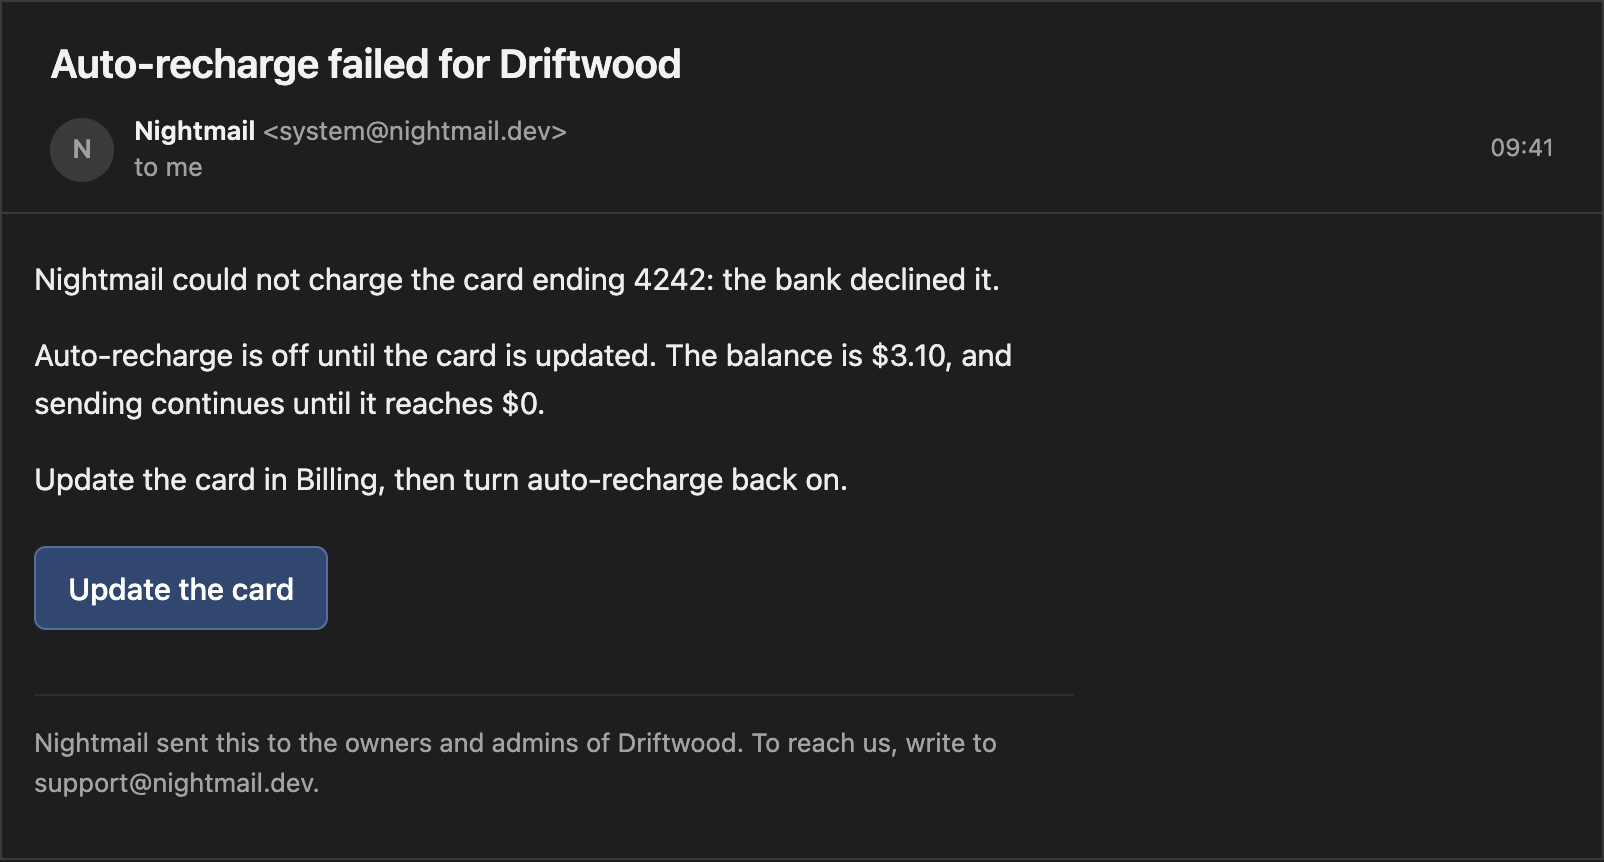 Auto-recharge failed for Driftwood
N
Nightmail <system@nightmail.dev>
to me
09:41
Nightmail could not charge the card ending 4242: the bank declined it.
Auto-recharge is off until the card is updated. The balance is $3.10, and
sending continues until it reaches $0.
Update the card in Billing, then turn auto-recharge back on.
Update the card
Nightmail sent this to the owners and admins of Driftwood. To reach us, write to
support@nightmail.dev.